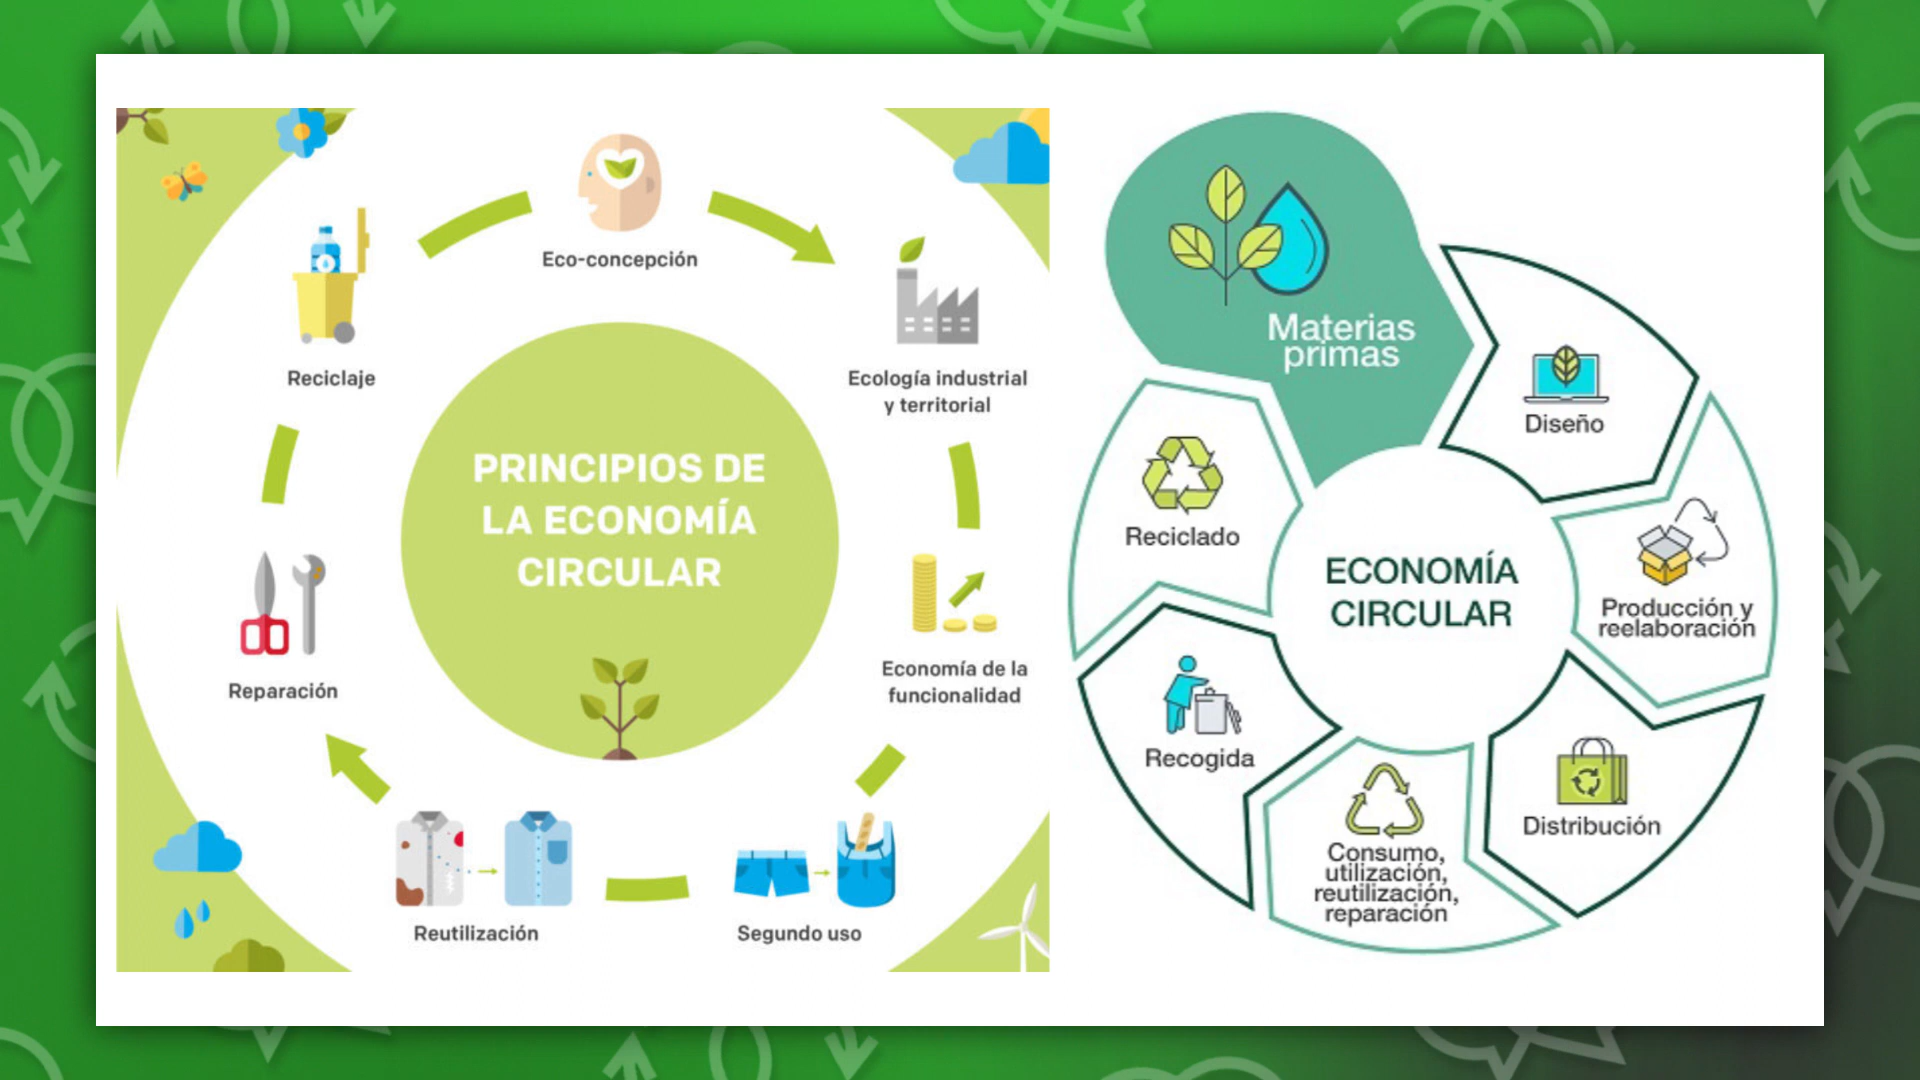 Eco-concepción
Ecología industrial
y territorial
Economía de la
funcionalidad
Segundo uso
Reutilización
Reparación
Reciclaje
PRINCIPIOS DE
LA ECONOMÍA
CIRCULAR
Materias
primas
Diseño
Producción y
reelaboración
Distribución
Consumo,
utilización,
reutilización,
reparación
Recogida
Reciclado
ECONOMÍA
CIRCULAR